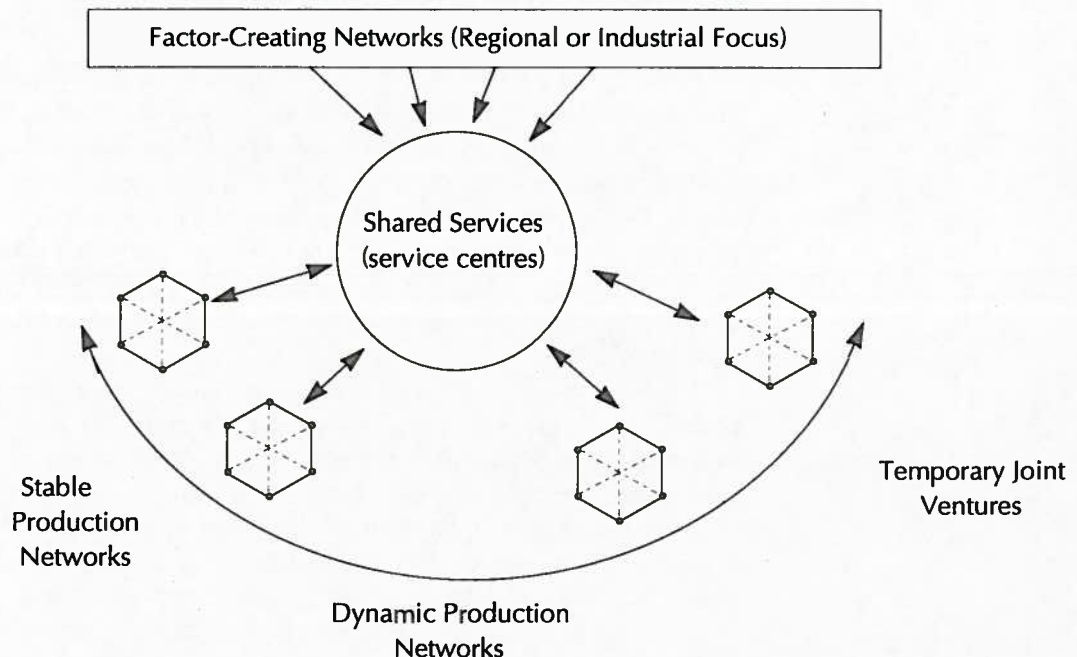 Factor-Creating Networks (Regional or Industrial Focus)
Shared Services
(service centres)
Stable
Production
Networks
Temporary Joint
Ventures
Dynamic Production
Networks